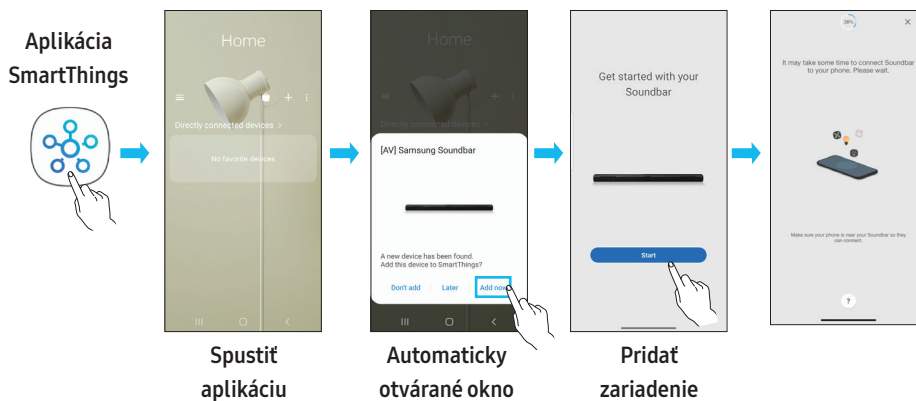 Aplikácia
SmartThings
Home
Directly connected devices >
No favorite devices
Spustiť
aplikáciu
Home
Directly connected devices >
[AV] Samsung Soundbar
A new device has been found.
Add this device to SmartThings?
Don't add
Later
Add now
Automaticky
otvárané okno
Get started with your
Soundbar
Start
Pridať
zariadenie
It may take some time to connect Soundbar
to your phone. Please wait.
Make sure your phone is near your Soundbar so they
can connect.
?